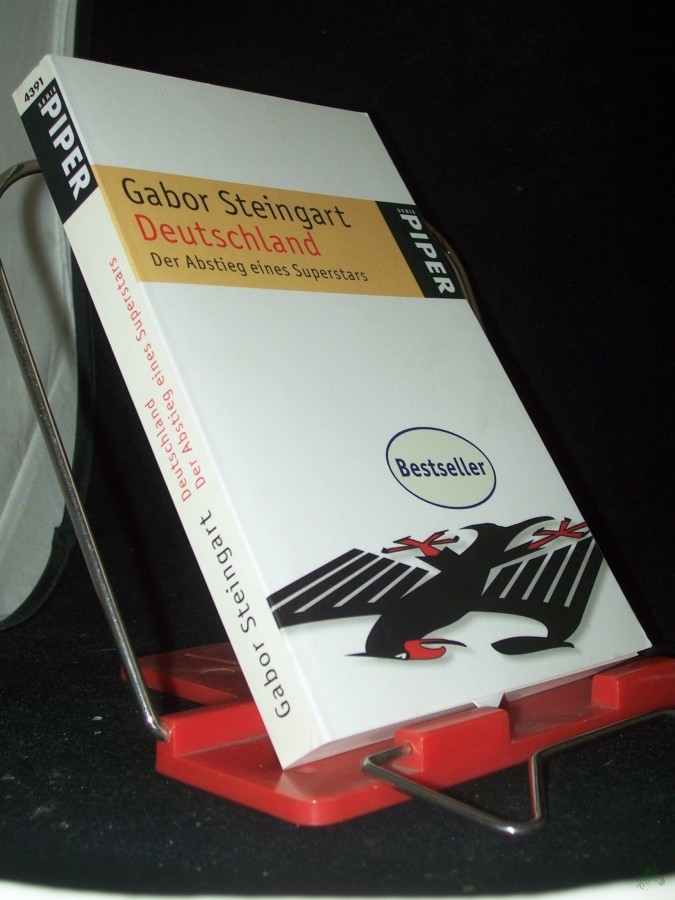 4391
SERIE
PIPER
Gabor Steingart
Deutschland
Der Abstieg eines Superstars
SERIE
PIPER
Bestseller
Gabor Steingart
Deutschland
Der Abstieg eines Superstars